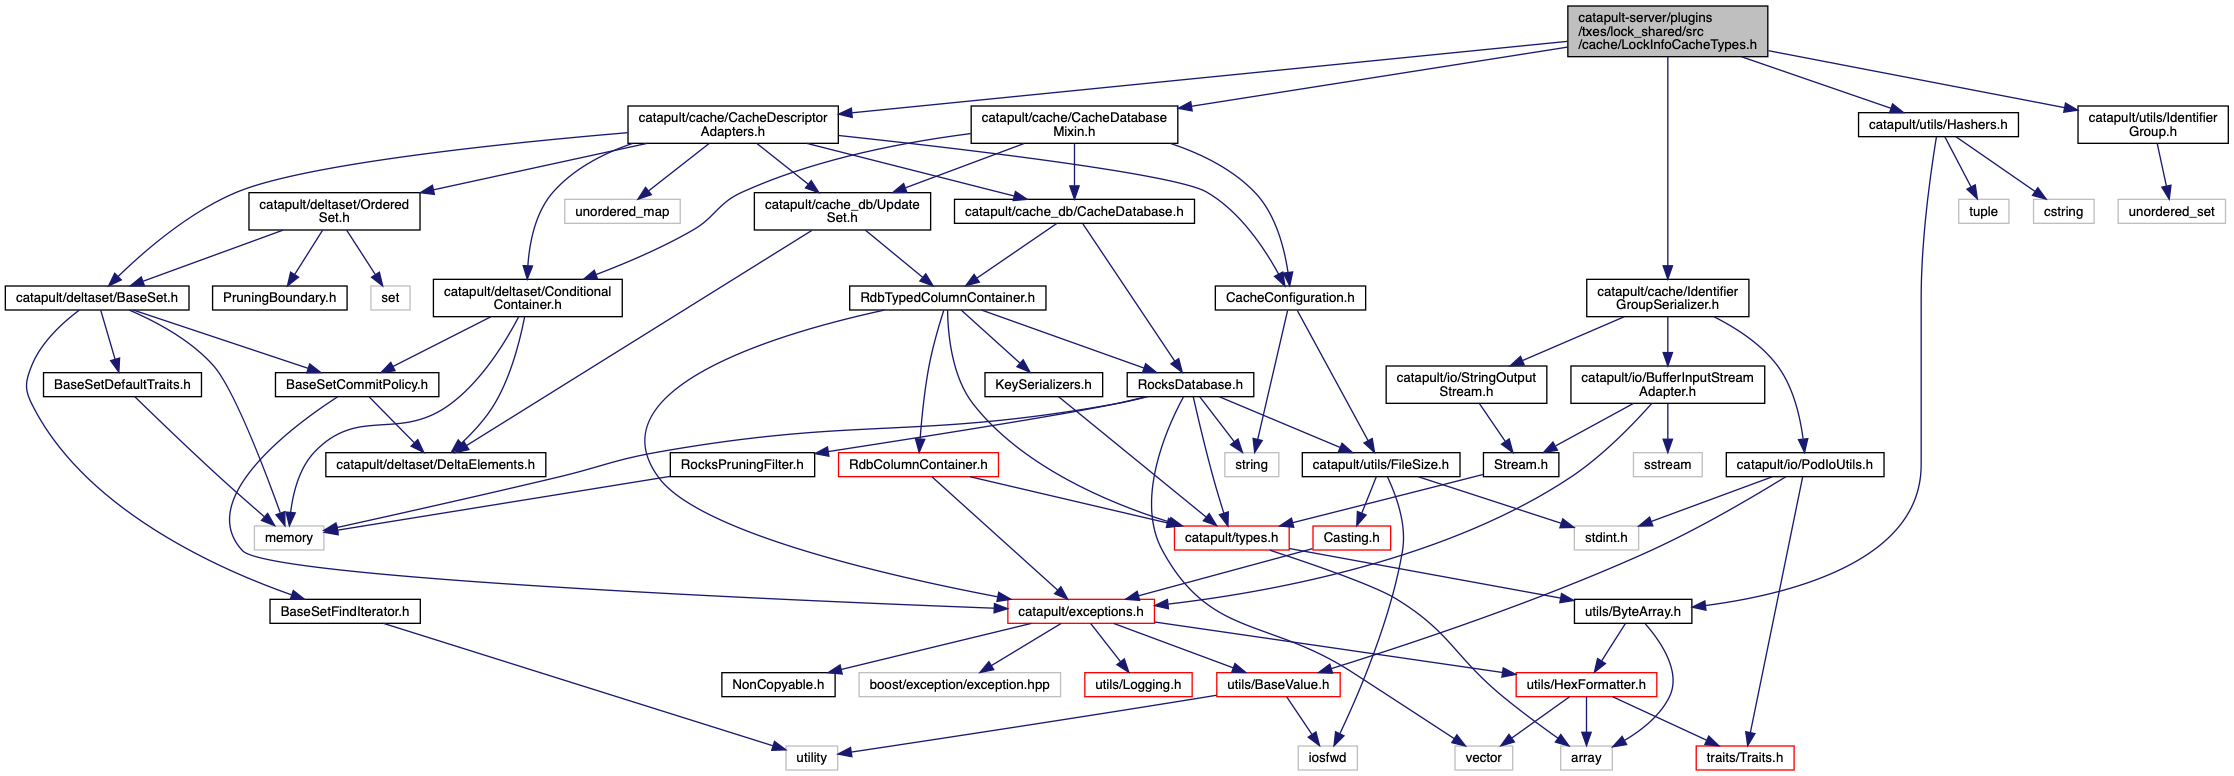 catapult-server/plugins
/txes/lock_shared/src
/cache/LockInfoCacheTypes.h
catapult/cache/CacheDescriptor
Adapters.h
catapult/cache/CacheDatabase
Mixin.h
catapult/utils/Hashers.h
catapult/utils/Identifier
Group.h
catapult/deltaset/Ordered
Set.h
unordered_map
catapult/cache_db/Update
Set.h
catapult/cache_db/CacheDatabase.h
tuple
cstring
unordered_set
catapult/deltaset/BaseSet.h
PruningBoundary.h
set
catapult/deltaset/Conditional
Container.h
RdbTypedColumnContainer.h
CacheConfiguration.h
catapult/cache/Identifier
GroupSerializer.h
BaseSetDefaultTraits.h
BaseSetCommitPolicy.h
KeySerializers.h
RocksDatabase.h
catapult/io/StringOutput
Stream.h
catapult/io/BufferInputStream
Adapter.h
catapult/deltaset/DeltaElements.h
RocksPruningFilter.h
RdbColumnContainer.h
string
catapult/utils/FileSize.h
Stream.h
sstream
catapult/io/PodIoUtils.h
memory
catapult/types.h
Casting.h
stdint.h
BaseSetFindIterator.h
catapult/exceptions.h
utils/ByteArray.h
NonCopyable.h
boost/exception/exception.hpp
utils/Logging.h
utils/BaseValue.h
utils/HexFormatter.h
utility
iosfwd
vector
array
traits/Traits.h